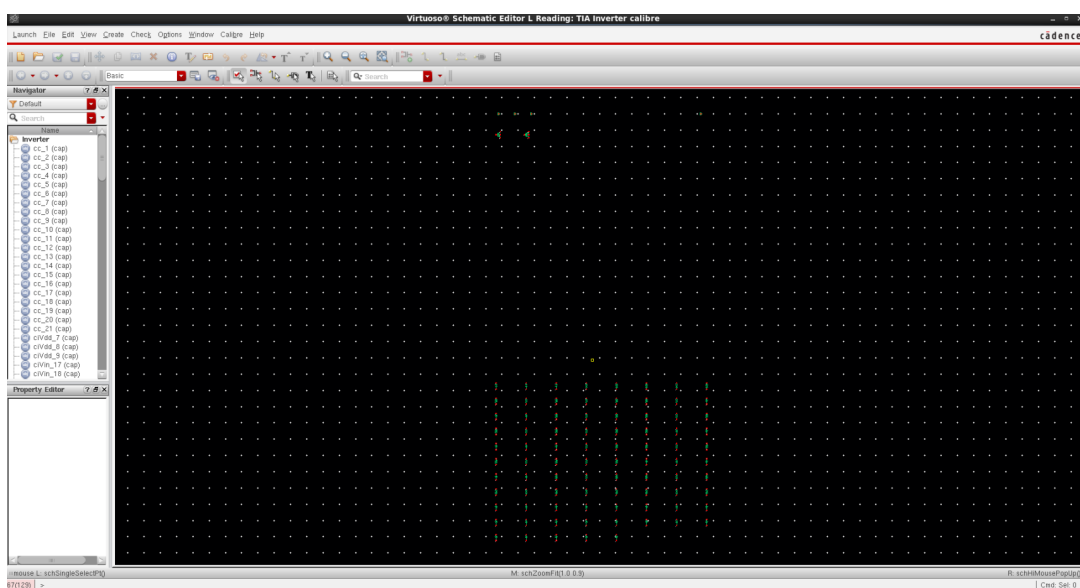 Virtuoso® Schematic Editor L Reading: TIA Inverter calibre
Launch File Edit View Create Check Options Window Calibre Help
cādence
Basic
Search
Navigator
Default
Search
Name
Inverter
cc_1 (cap)
cc_2 (cap)
cc_3 (cap)
cc_4 (cap)
cc_5 (cap)
cc_6 (cap)
cc_7 (cap)
cc_8 (cap)
cc_9 (cap)
cc_10 (cap)
cc_11 (cap)
cc_12 (cap)
cc_13 (cap)
cc_14 (cap)
cc_15 (cap)
cc_16 (cap)
cc_17 (cap)
cc_18 (cap)
cc_19 (cap)
cc_20 (cap)
cc_21 (cap)
ciVdd_7 (cap)
ciVdd_8 (cap)
ciVdd_9 (cap)
ciVin_17 (cap)
ciVin_18 (cap)
Property Editor
mouse L: schSingleSelectPt()
M: schZoomFit(1.0 0.9)
R: schHiMousePopUp()
67(129) >
Cmd: Sel: 0